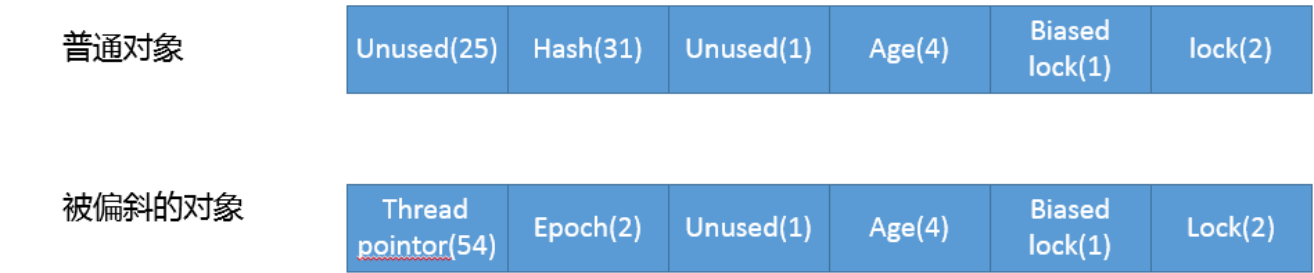 普通对象
Unused(25)
Hash(31)
Unused(1)
Age(4)
Biased
lock(1)
lock(2)
被偏斜的对象
Thread
pointor(54)
Epoch(2)
Unused(1)
Age(4)
Biased
lock(1)
Lock(2)